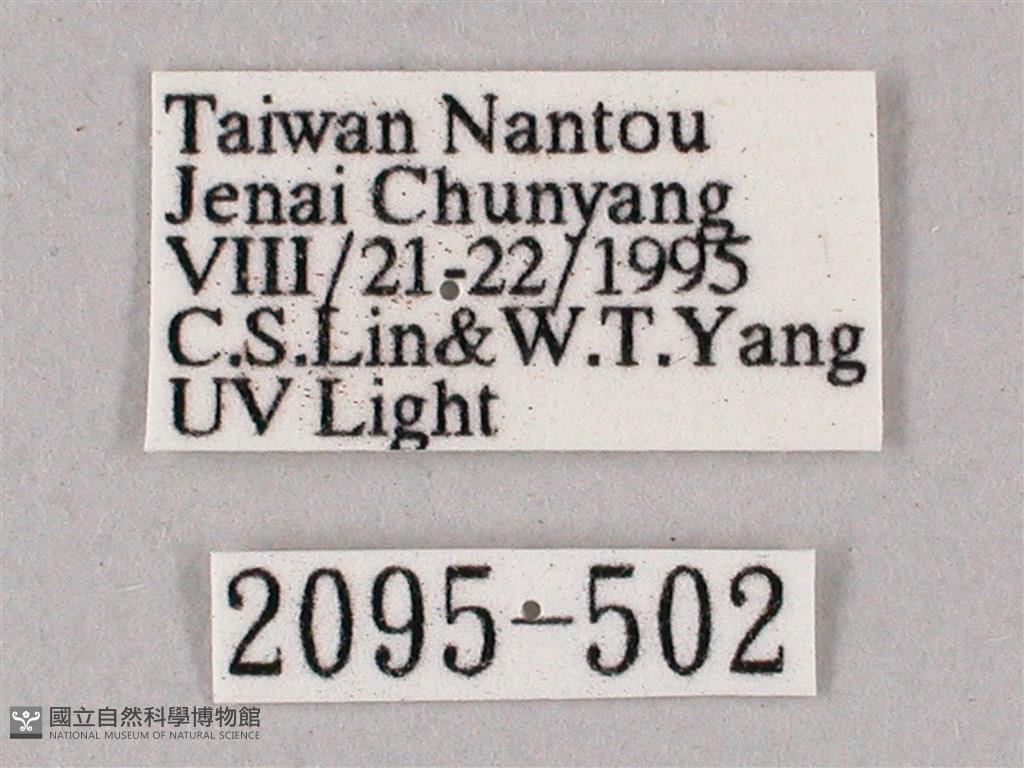 Taiwan Nantou
Jenai Chunyang
VIII/21-22/1995
C.S.Lin&W.T.Yang
UV Light
2095-502
國立自然科學博物館
NATIONAL MUSEUM OF NATURAL SCIENCE